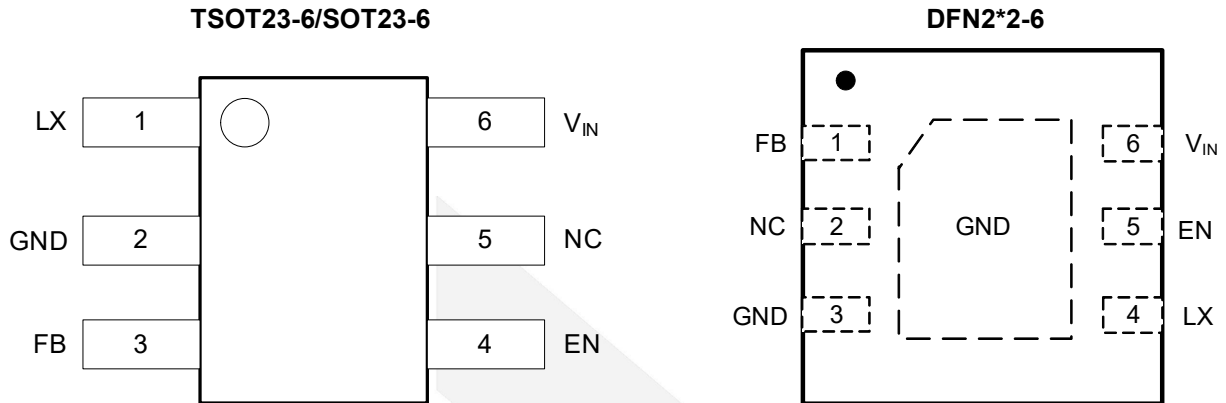 TSOT23-6/SOT23-6
LX 1 6 VIN
GND 2 5 NC
FB 3 4 EN
DFN2*2-6
FB 1 6 VIN
NC 2 GND 5 EN
GND 3 4 LX